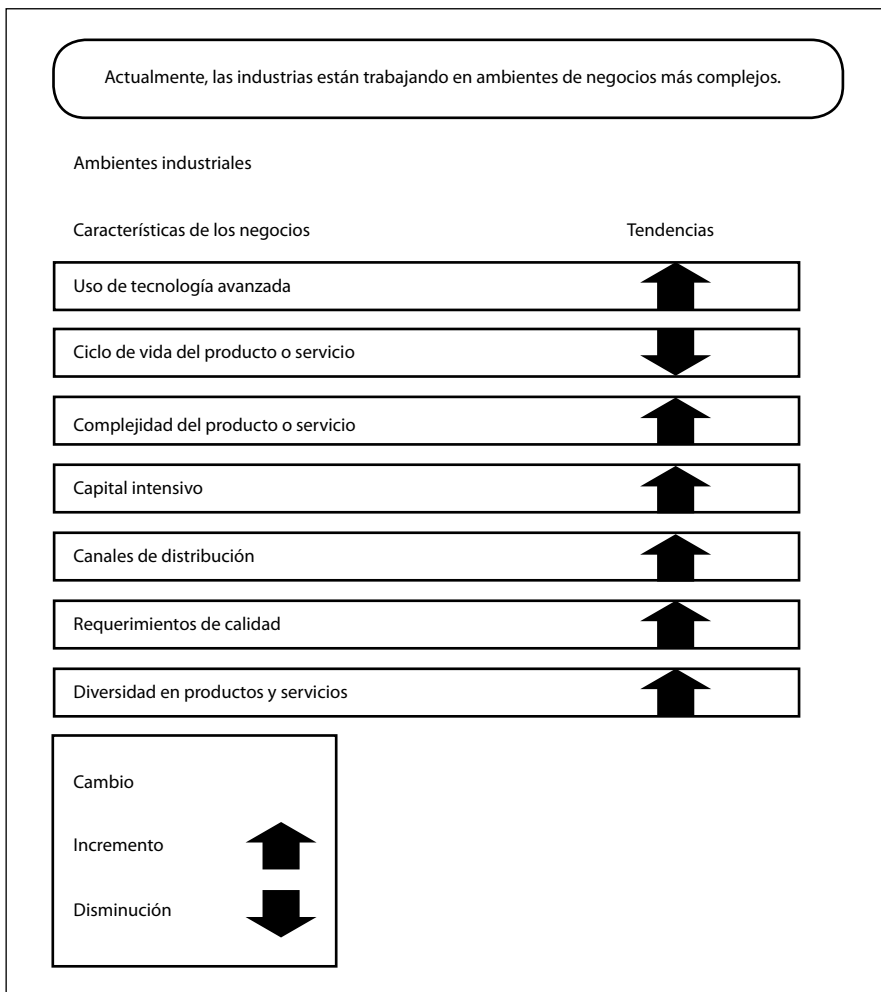 Actualmente, las industrias están trabajando en ambientes de negocios más complejos.
Ambientes industriales
Características de los negocios Tendencias
Uso de tecnología avanzada
Ciclo de vida del producto o servicio
Complejidad del producto o servicio
Capital intensivo
Canales de distribución
Requerimientos de calidad
Diversidad en productos y servicios
Cambio
Incremento
Disminución